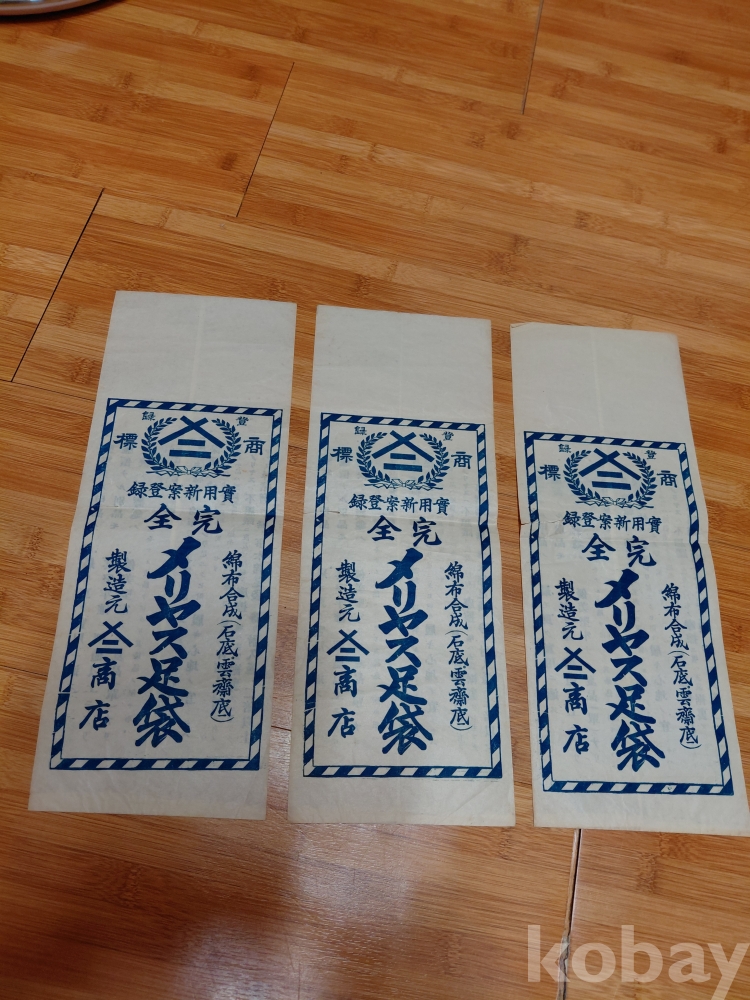 登録
商標
實用新案登録
完全
綿布合成(石底雲齋底)
メリヤス足袋
製造元
商店
登録
商標
實用新案登録
完全
綿布合成(石底雲齋底)
メリヤス足袋
製造元
商店
登録
商標
實用新案登録
完全
綿布合成(石底雲齋底)
メリヤス足袋
製造元
商店
kobay